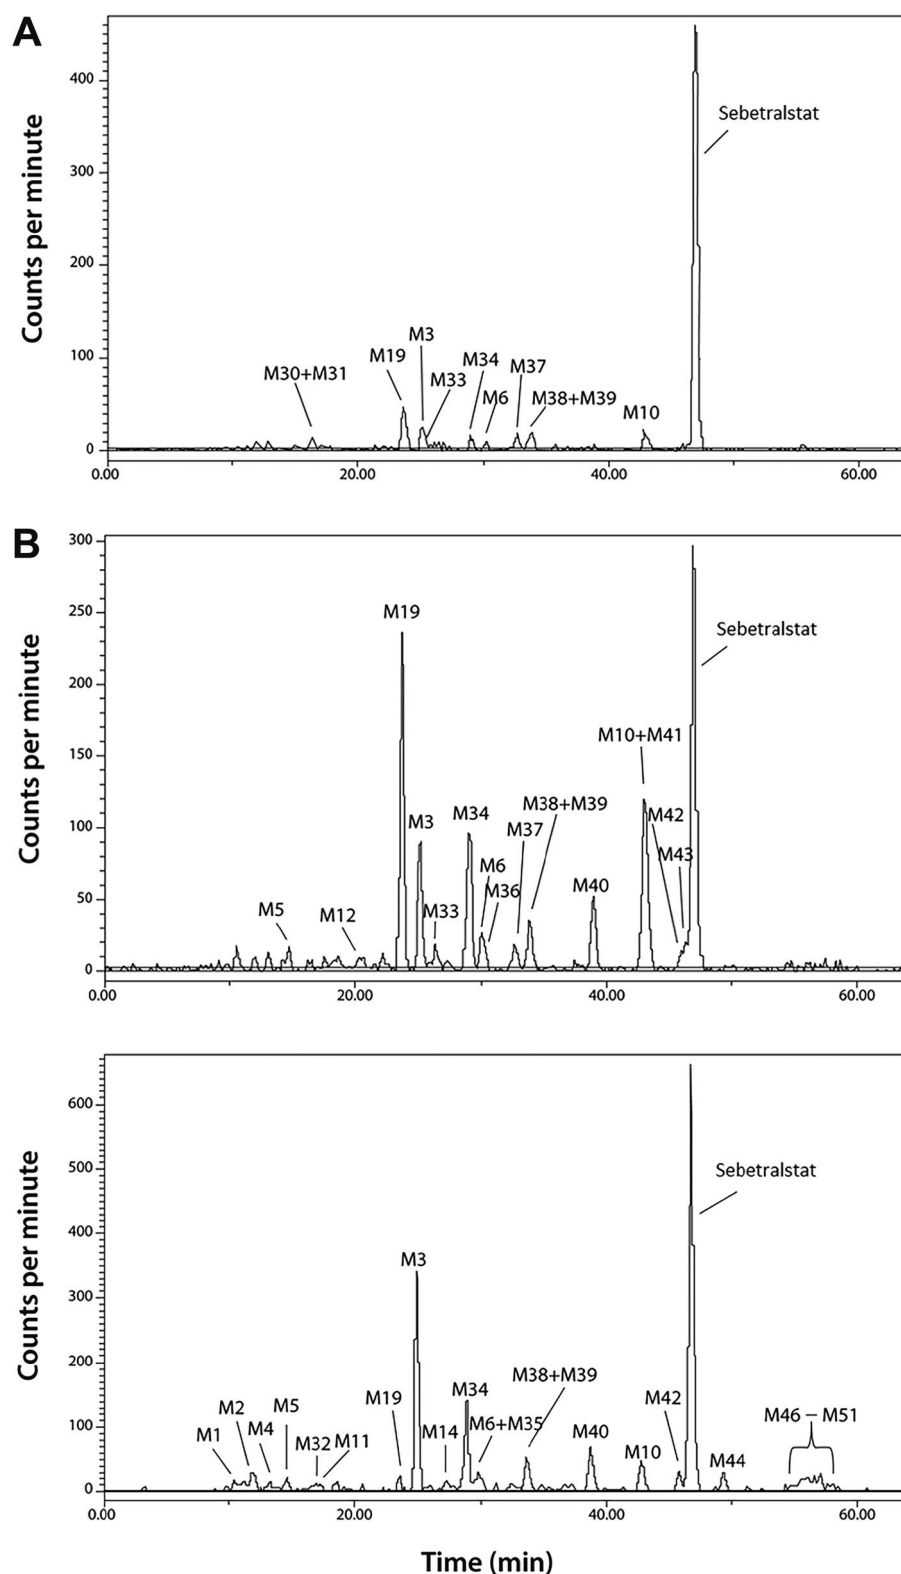 A
Counts per minute
400
300
200
100
0
Sebetralstat
M3
M19
M34
M37
M30+M31
M33
M6
M38+M39
M10
0.00
20.00
40.00
60.00
B
Counts per minute
300
250
200
150
100
50
0
M19
Sebetralstat
M10+M41
M38+M39
M3
M34
M37
M42
M6
M43
M36
M40
M5
M12
M33
0.00
20.00
40.00
60.00
Counts per minute
600
500
400
300
200
100
0
Sebetralstat
M3
M38+M39
M34
M19
M42
M2
M5
M46 – M51
M1
M4
M32
M11
M14
M6+M35
M40
M10
M44
0.00
20.00
40.00
60.00
Time (min)